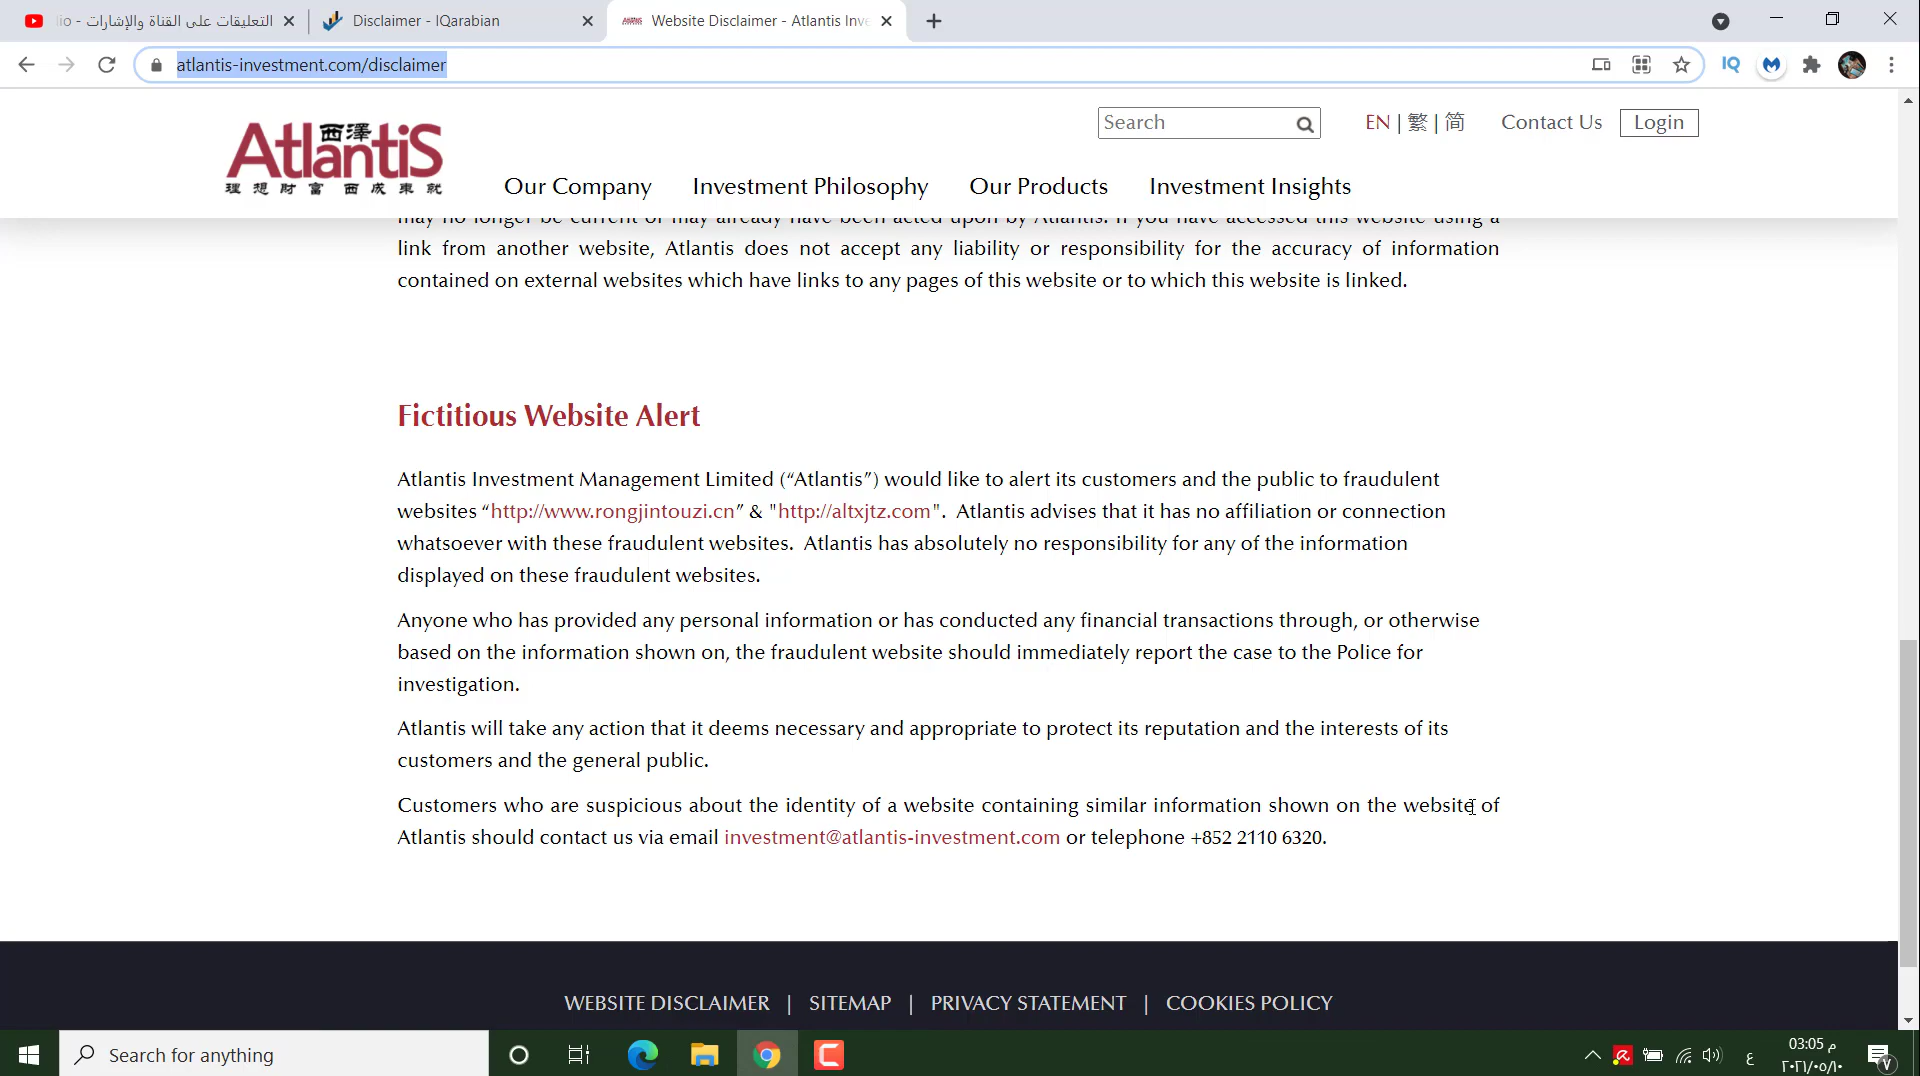 lio - التعليقات على القناة والإشارات
Disclaimer - IQarabian
Website Disclaimer - Atlantis Inve
atlantis-investment.com/disclaimer
IQ
Search
EN | 繁 | 简
Contact Us
Login
AtlantiS
西澤
理想財富西成東就
Our Company
Investment Philosophy
Our Products
Investment Insights
may no longer be current or may already have been acted upon by Atlantis. If you have accessed this website using a
link from another website, Atlantis does not accept any liability or responsibility for the accuracy of information
contained on external websites which have links to any pages of this website or to which this website is linked.
Fictitious Website Alert
Atlantis Investment Management Limited (“Atlantis”) would like to alert its customers and the public to fraudulent
websites “http://www.rongjintouzi.cn” & "http://altxjtz.com".  Atlantis advises that it has no affiliation or connection
whatsoever with these fraudulent websites.  Atlantis has absolutely no responsibility for any of the information
displayed on these fraudulent websites.
Anyone who has provided any personal information or has conducted any financial transactions through, or otherwise
based on the information shown on, the fraudulent website should immediately report the case to the Police for
investigation.
Atlantis will take any action that it deems necessary and appropriate to protect its reputation and the interests of its
customers and the general public.
Customers who are suspicious about the identity of a website containing similar information shown on the website of
Atlantis should contact us via email investment@atlantis-investment.com or telephone +852 2110 6320.
WEBSITE DISCLAIMER | SITEMAP | PRIVACY STATEMENT | COOKIES POLICY
Search for anything
ع
03:05 م
٢٠٢١/٠٥/١٠
٧